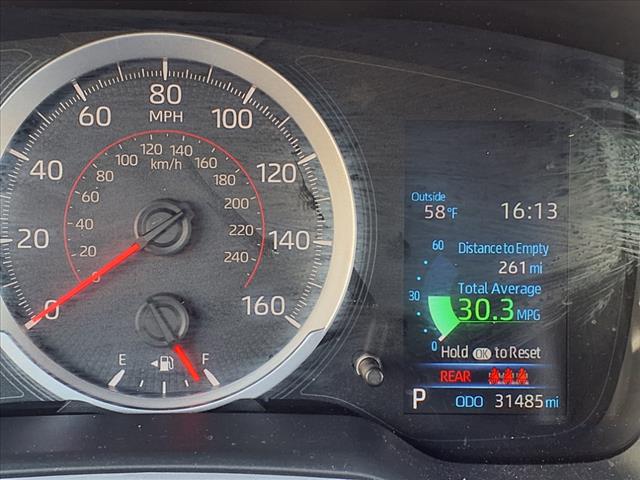 80
60 MPH 100
40 120
20 140
0 160
120 140
100 km/h 160
80 180
60 200
40 220
20 240
0
E F
Outside
58°F 16:13
60 Distance to Empty
261 mi
30 Total Average
30.3 MPG
0
Hold OK to Reset
REAR
P ODO 31485 mi